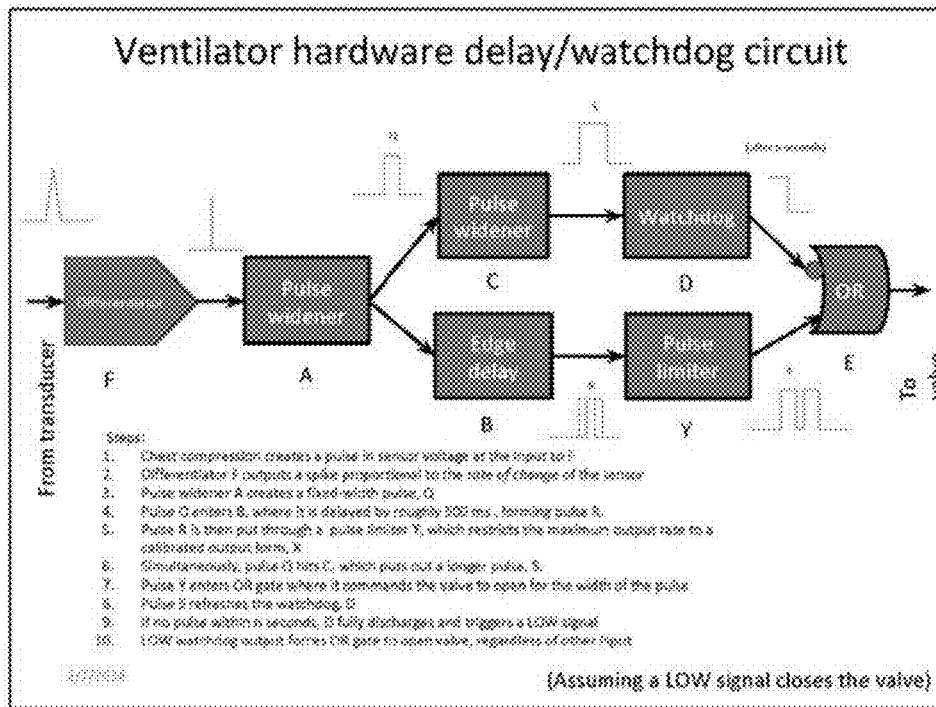 Ventilator hardware delay/watchdog circuit
(after n seconds)
Pulse
widener
C
Watchdog
D
Pulse
widener
A
F
Edge
delay
B
Pulse
limiter
Y
OR
E
From transducer
To
valve
Steps:
1. Chest compression creates a pulse in sensor voltage at the input to F
2. Differentiator F outputs a spike proportional to the rate of change of the sensor
3. Pulse widener A creates a fixed-width pulse, Q
4. Pulse Q enters B, where it is delayed by roughly 300 ms, forming pulse R.
5. Pulse R is then put through a pulse limiter Y, which restricts the maximum output rate to a
calibrated output form, X
6. Simultaneously, pulse Q hits C, which puts out a longer pulse, S.
7. Pulse Y enters OR gate where it commands the valve to open for the width of the pulse
8. Pulse S refreshes the watchdog, D
9. If no pulse within n seconds, D fully discharges and triggers a LOW signal
10. LOW watchdog output forces OR gate to open valve, regardless of other input
(Assuming a LOW signal closes the valve)